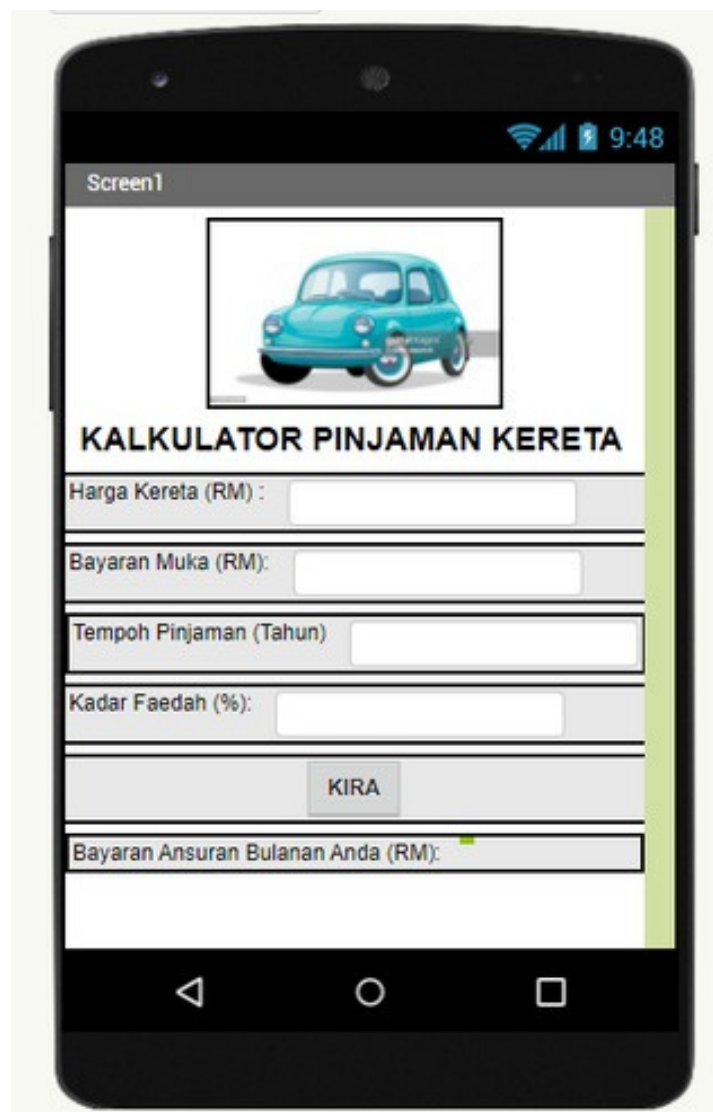 9:48
Screen1
KALKULATOR PINJAMAN KERETA
Harga Kereta (RM) :
Bayaran Muka (RM):
Tempoh Pinjaman (Tahun)
Kadar Faedah (%):
KIRA
Bayaran Ansuran Bulanan Anda (RM):